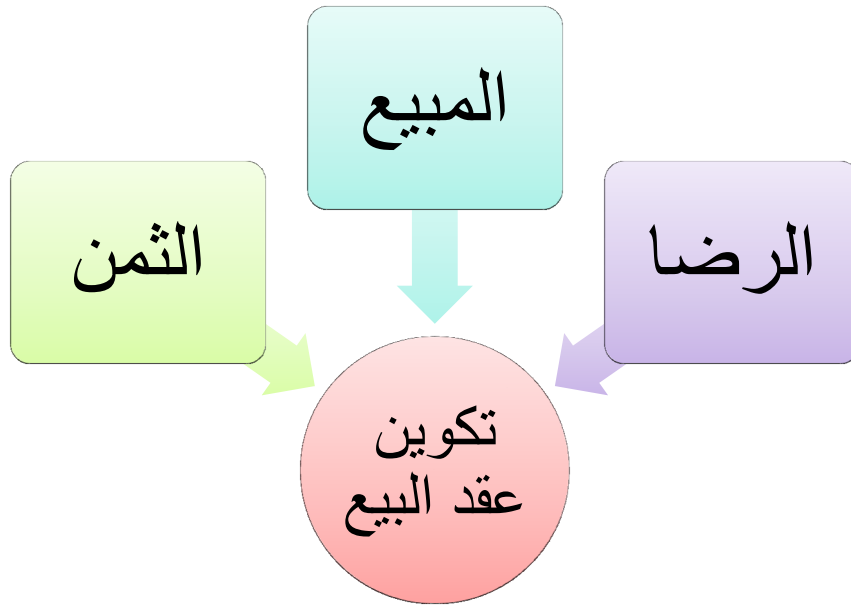 المبيع
الرضا
الثمن
تكوين
عقد البيع